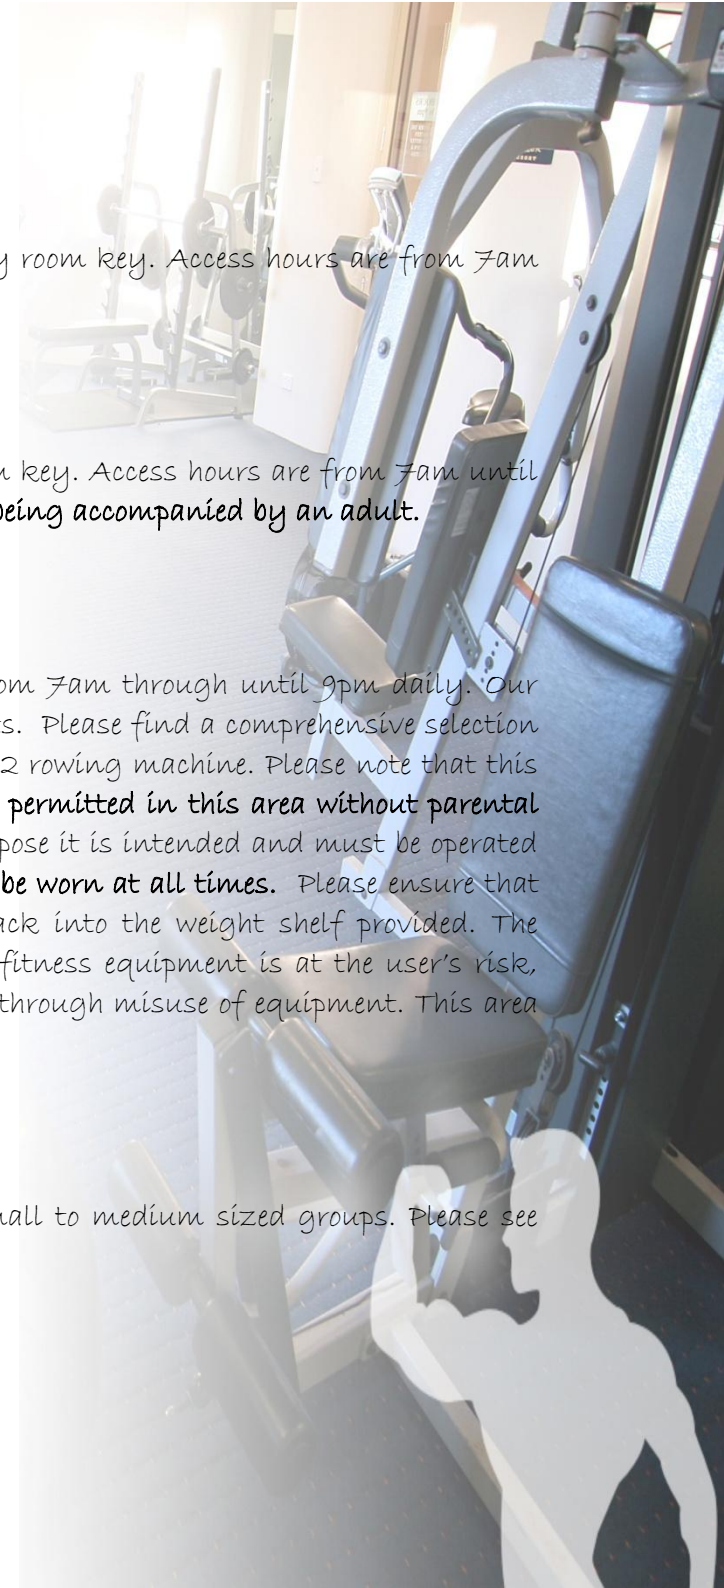 room key. Access hours are from 7am
key. Access hours are from 7am until
being accompanied by an adult.
7am through until 9pm daily. Our
Please find a comprehensive selection
2 rowing machine. Please note that this
permitted in this area without parental
it is intended and must be operated
be worn at all times. Please ensure that
into the weight shelf provided. The
fitness equipment is at the user's risk,
through misuse of equipment. This area
to medium sized groups. Please see